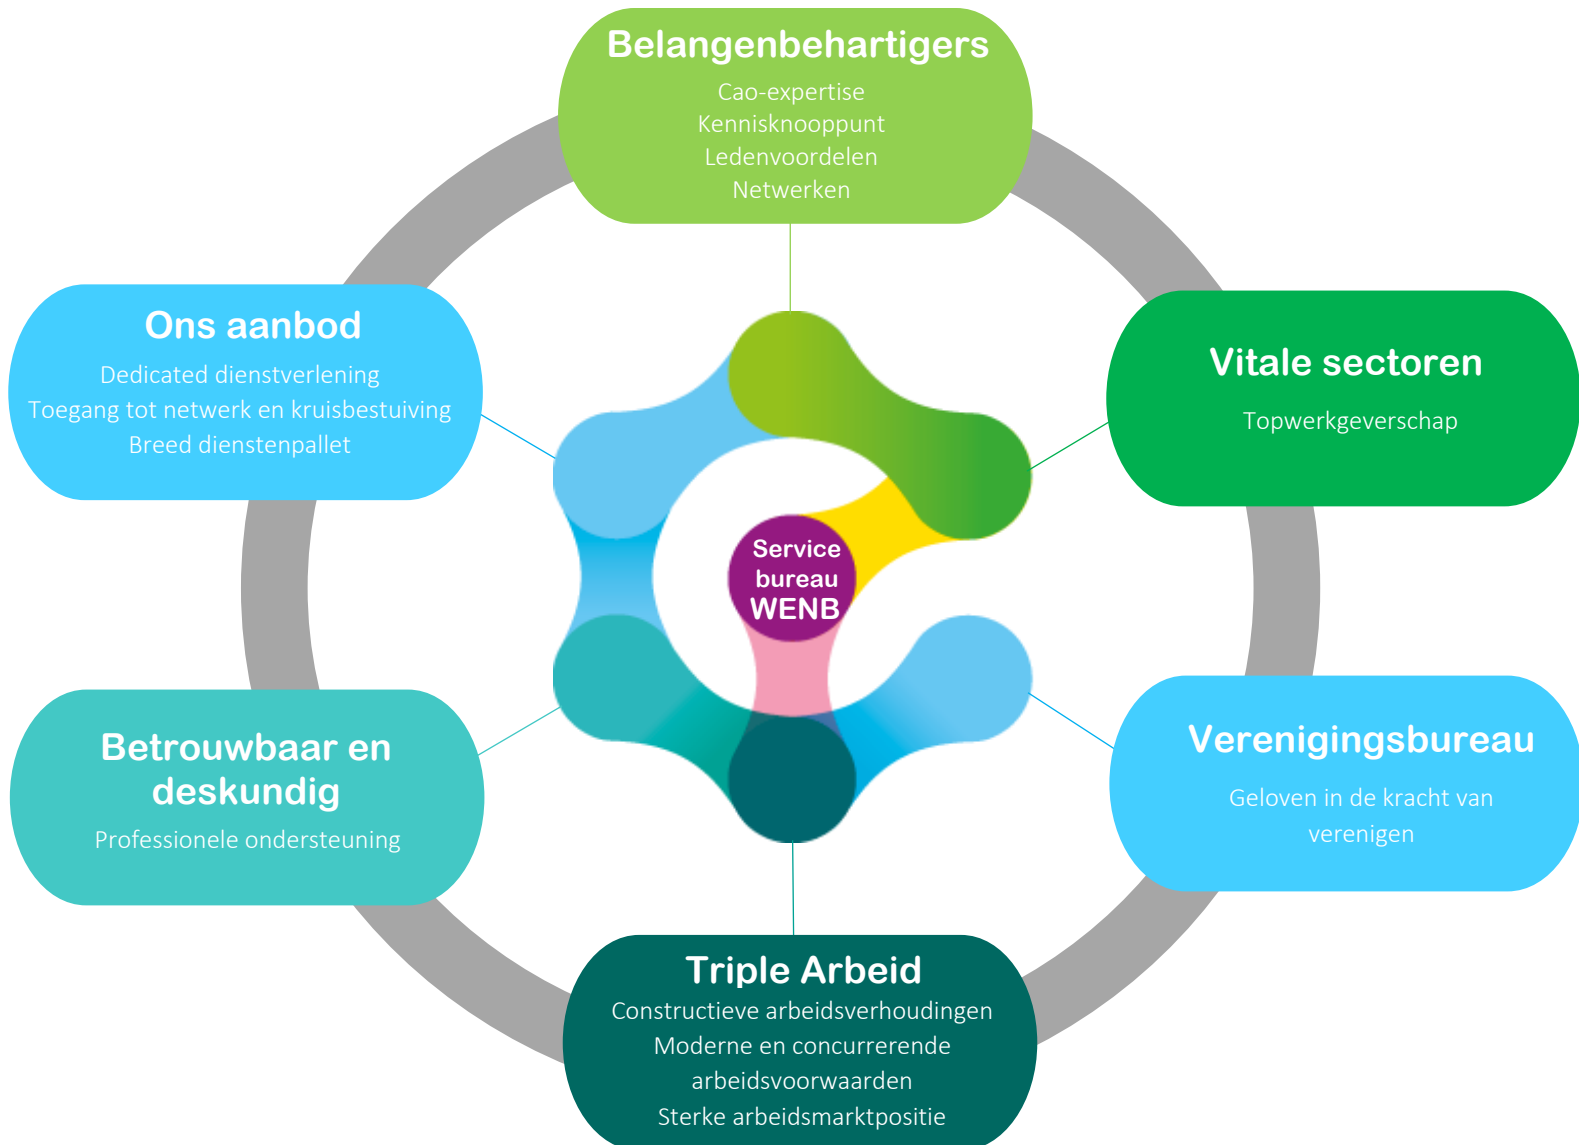 Belangenbehartigers
Cao-expertise
Kennisknooppunt
Ledenvoordelen
Netwerken
Ons aanbod
Dedicated dienstverlening
Toegang tot netwerk en kruisbestuiving
Breed dienstenpallet
Vitale sectoren
Topwerkgeverschap
Service
bureau
WENB
Betrouwbaar en
deskundig
Professionele ondersteuning
Verenigingsbureau
Geloven in de kracht van
verenigen
Triple Arbeid
Constructieve arbeidsverhoudingen
Moderne en concurrerende
arbeidsvoorwaarden
Sterke arbeidsmarktpositie